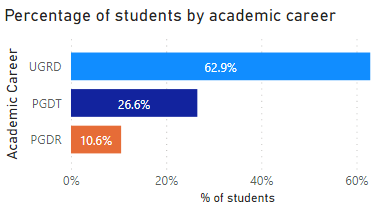 Percentage of students by academic career
Academic Career
UGRD 62.9%
PGDT 26.6%
PGDR 10.6%
0% 20% 40% 60%
% of students